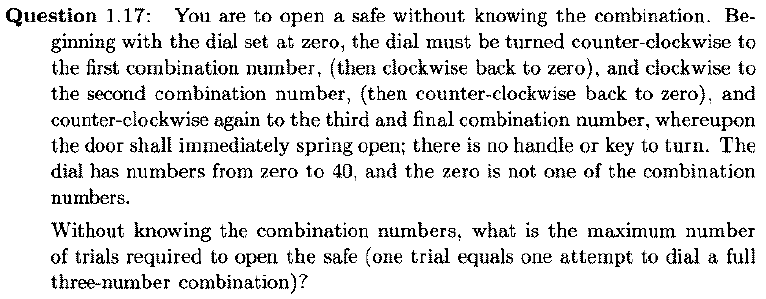 Question 1.17: You are to open a safe without knowing the combination. Be-
ginning with the dial set at zero, the dial must be turned counter-clockwise to
the first combination number, (then clockwise back to zero), and clockwise to
the second combination number, (then counter-clockwise back to zero), and
counter-clockwise again to the third and final combination number, whereupon
the door shall immediately spring open; there is no handle or key to turn. The
dial has numbers from zero to 40, and the zero is not one of the combination
numbers.
Without knowing the combination numbers, what is the maximum number
of trials required to open the safe (one trial equals one attempt to dial a full
three-number combination)?